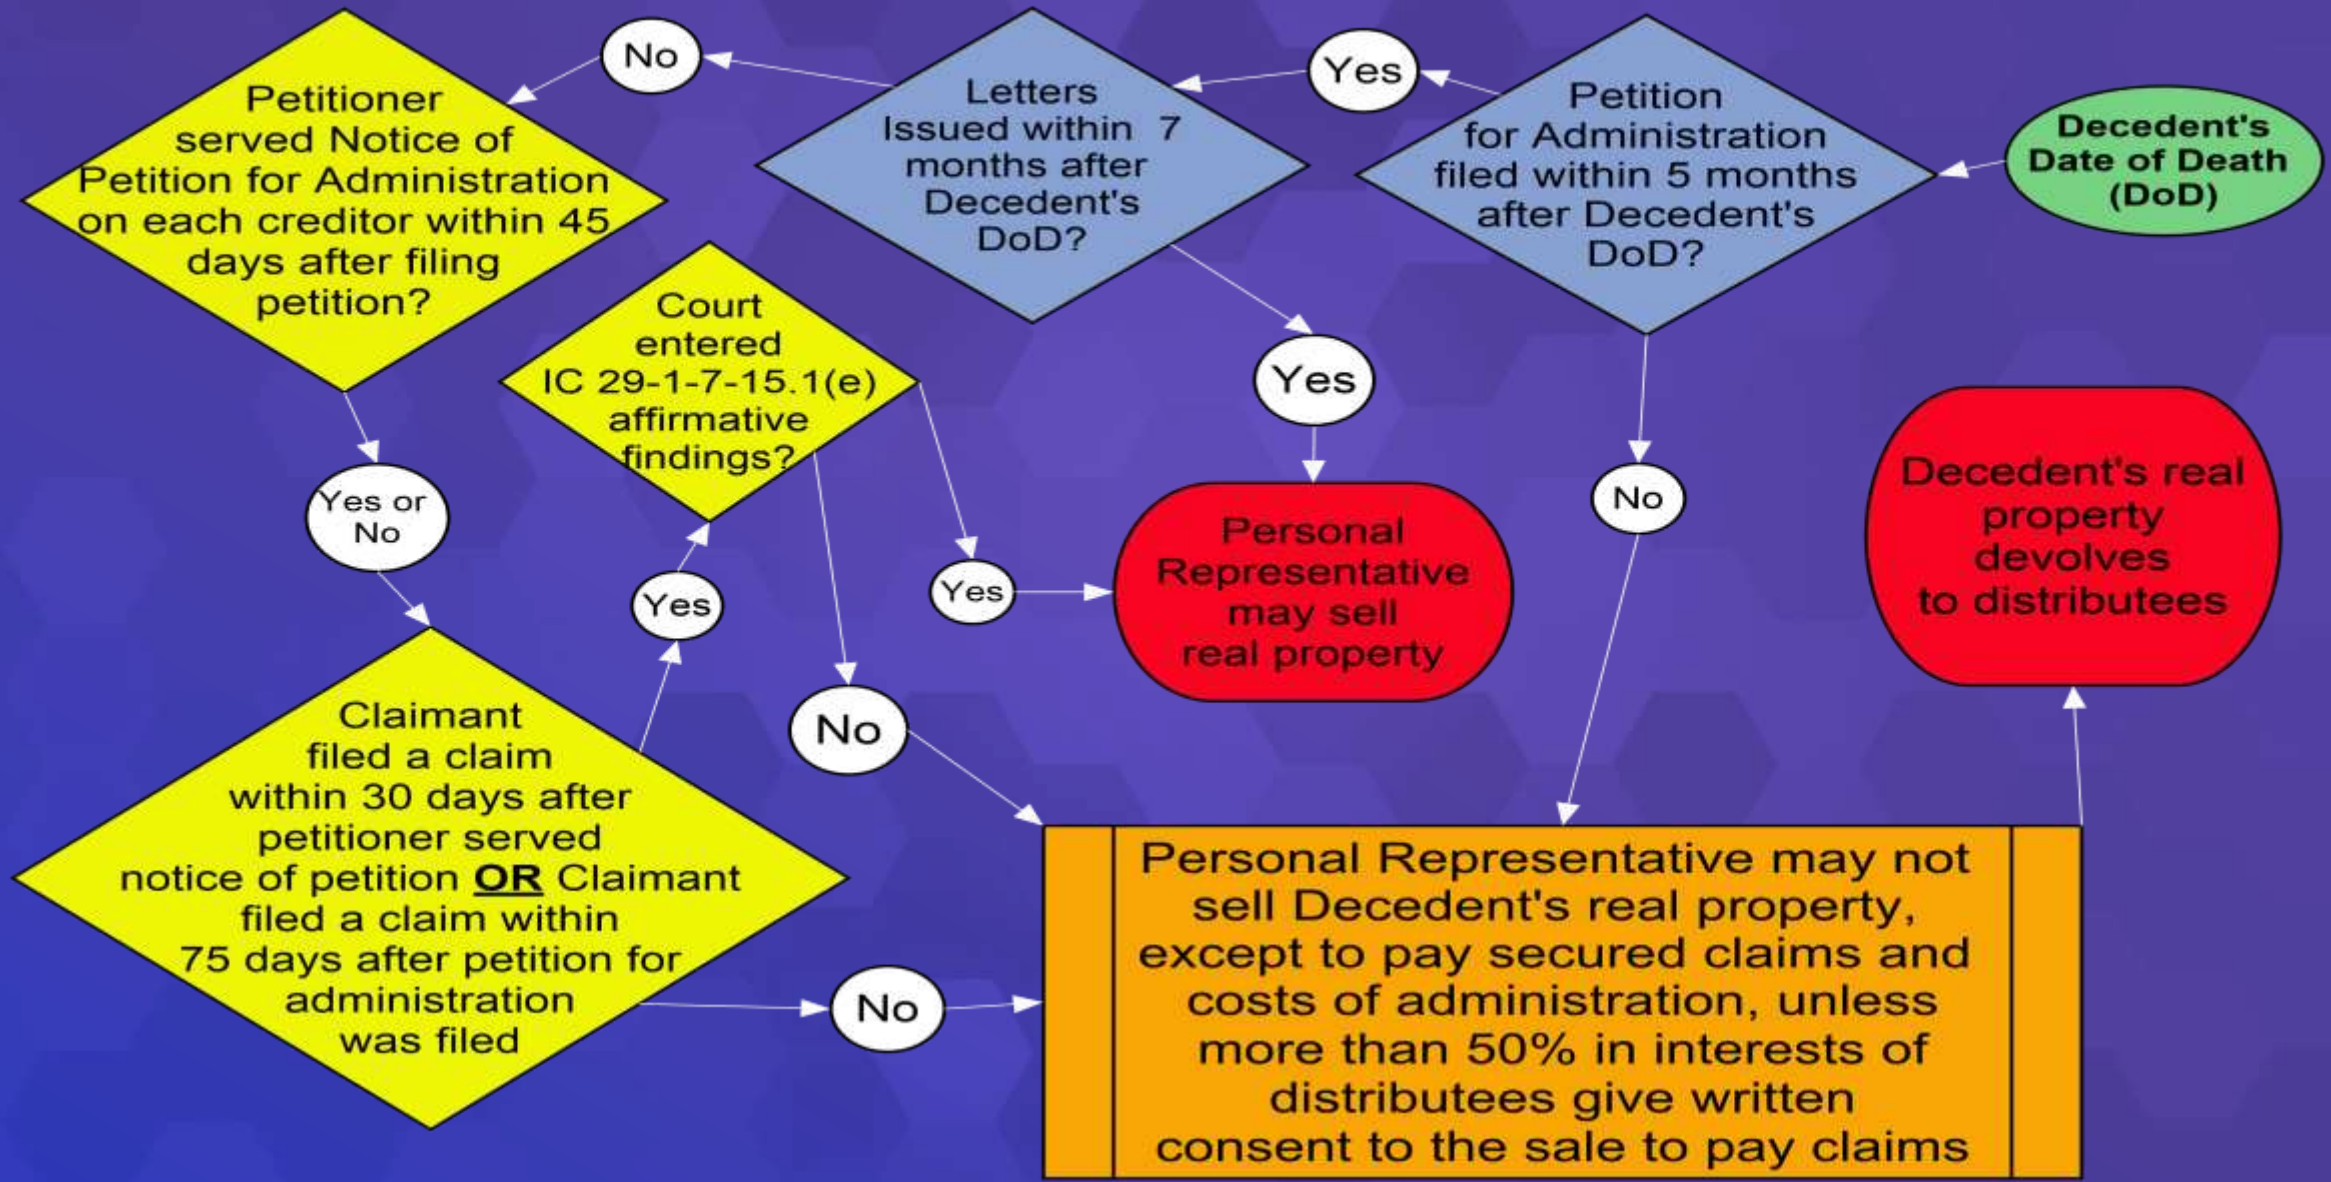 Petitioner
served Notice of
Petition for Administration
on each creditor within 45
days after filing
petition?
No
Letters
Issued within 7
months after
Decedent's
DoD?
Yes
Petition
for Administration
filed within 5 months
after Decedent's
DoD?
Decedent's
Date of Death
(DoD)
Court
entered
IC 29-1-7-15.1(e)
affirmative
findings?
Yes
No
Yes or
No
Yes
Yes
Personal
Representative
may sell
real property
Decedent's real
property
devolves
to distributees
No
Claimant
filed a claim
within 30 days after
petitioner served
notice of petition OR Claimant
filed a claim within
75 days after petition for
administration
was filed
No
Personal Representative may not
sell Decedent's real property,
except to pay secured claims and
costs of administration, unless
more than 50% in interests of
distributees give written
consent to the sale to pay claims